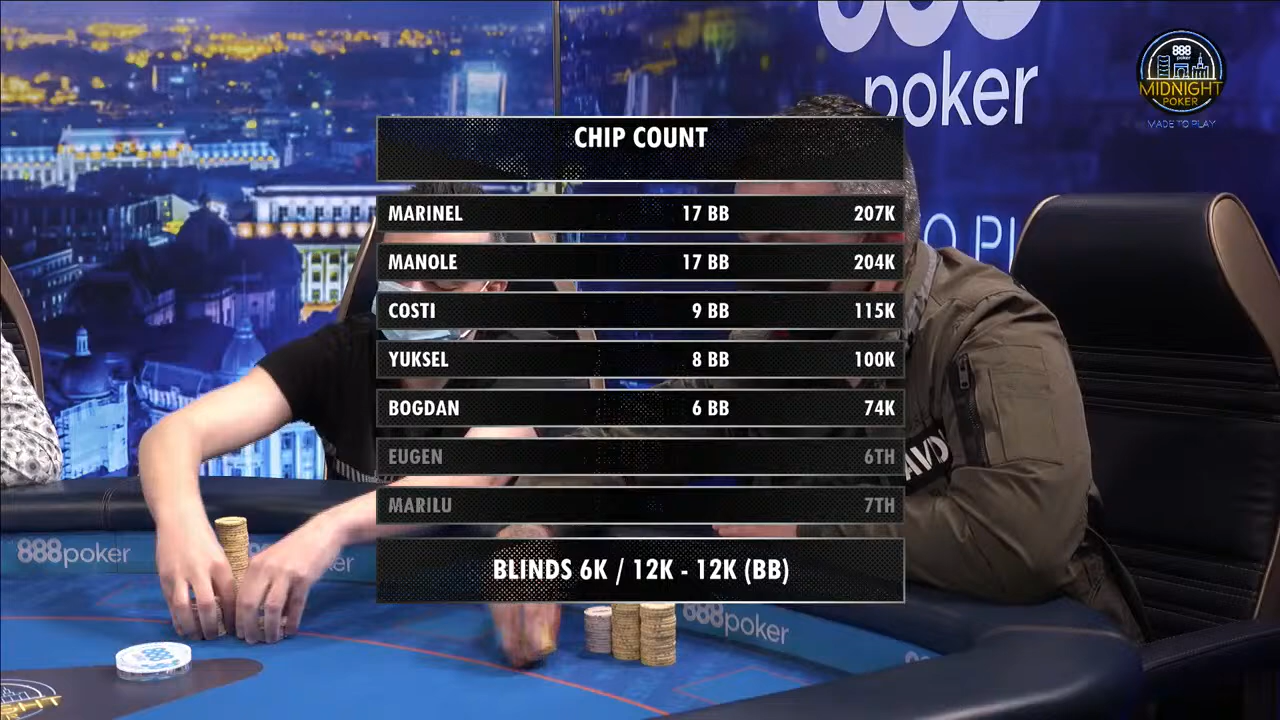 888
poker
888
poker
MIDNIGHT
POKER
MADE TO PLAY
CHIP COUNT
MARINEL 17 BB 207K
MANOLE 17 BB 204K
COSTI 9 BB 115K
YUKSEL 8 BB 100K
BOGDAN 6 BB 74K
EUGEN 6TH
MARILU 7TH
BLINDS 6K / 12K - 12K (BB)
888poker
888poker